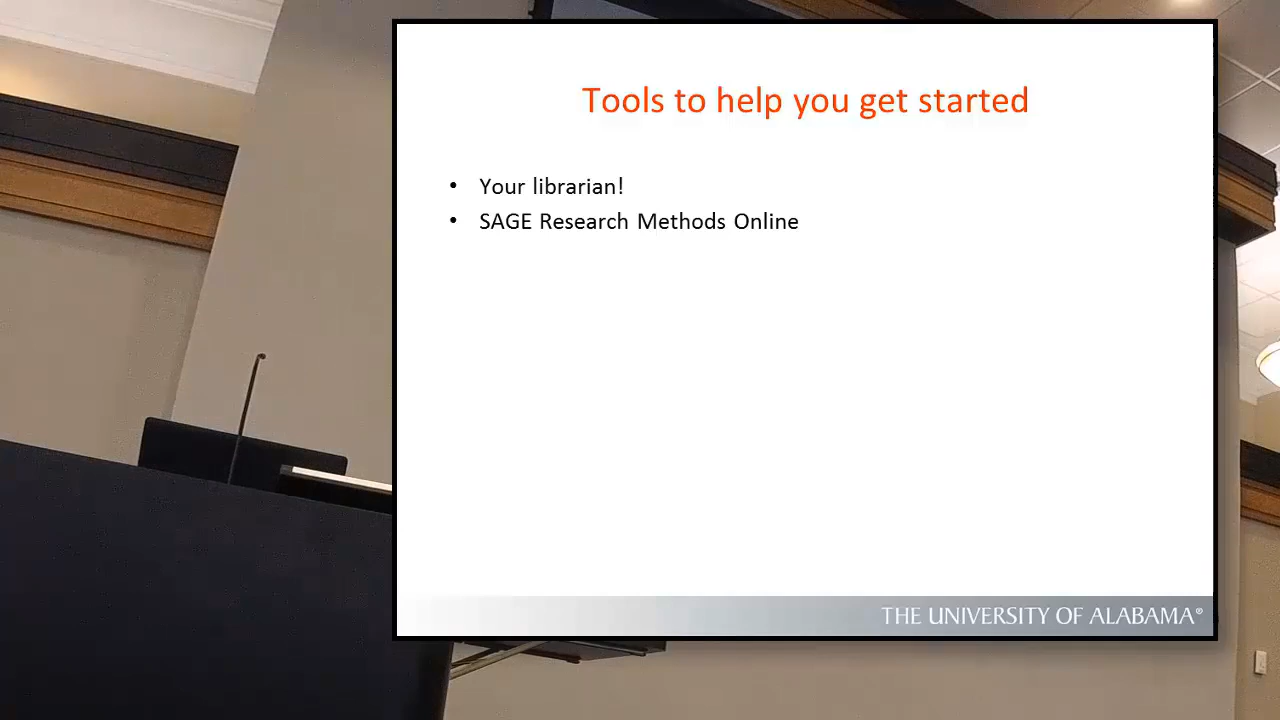 Tools to help you get started
• Your librarian!
• SAGE Research Methods Online
THE UNIVERSITY OF ALABAMA®